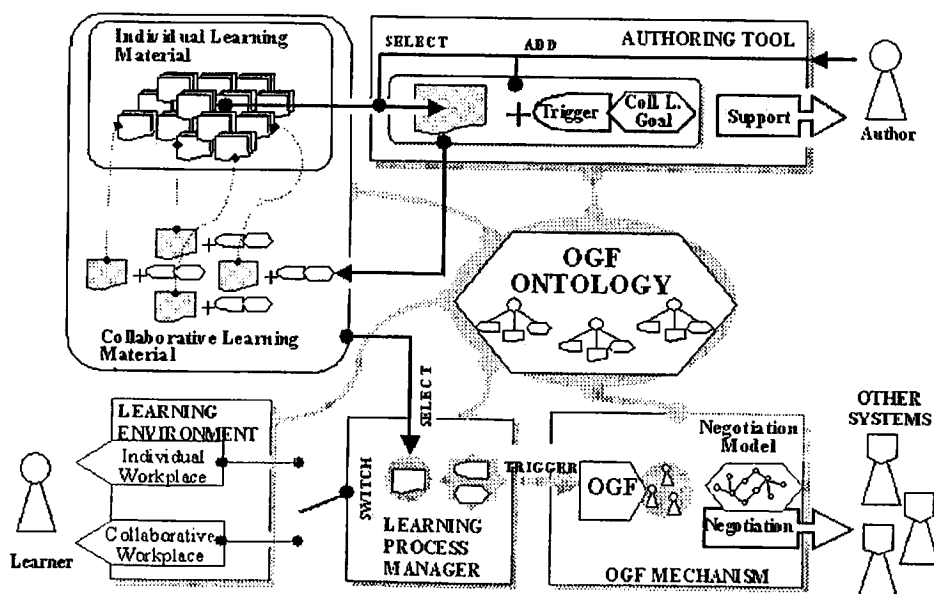 Individual Learning
Material
SELECT
ADD
AUTHORING TOOL
Trigger
Coll. L.
Goal
Support
Author
OGF
ONTOLOGY
Collaborative Learning
Material
SELECT
LEARNING
ENVIRONMENT
Individual
Workplace
Collaborative
Workplace
Learner
SWITCH
LEARNING
PROCESS
MANAGER
TRIGGER
OGF
Negotiation
Model
Negotiation
OGF MECHANISM
OTHER
SYSTEMS